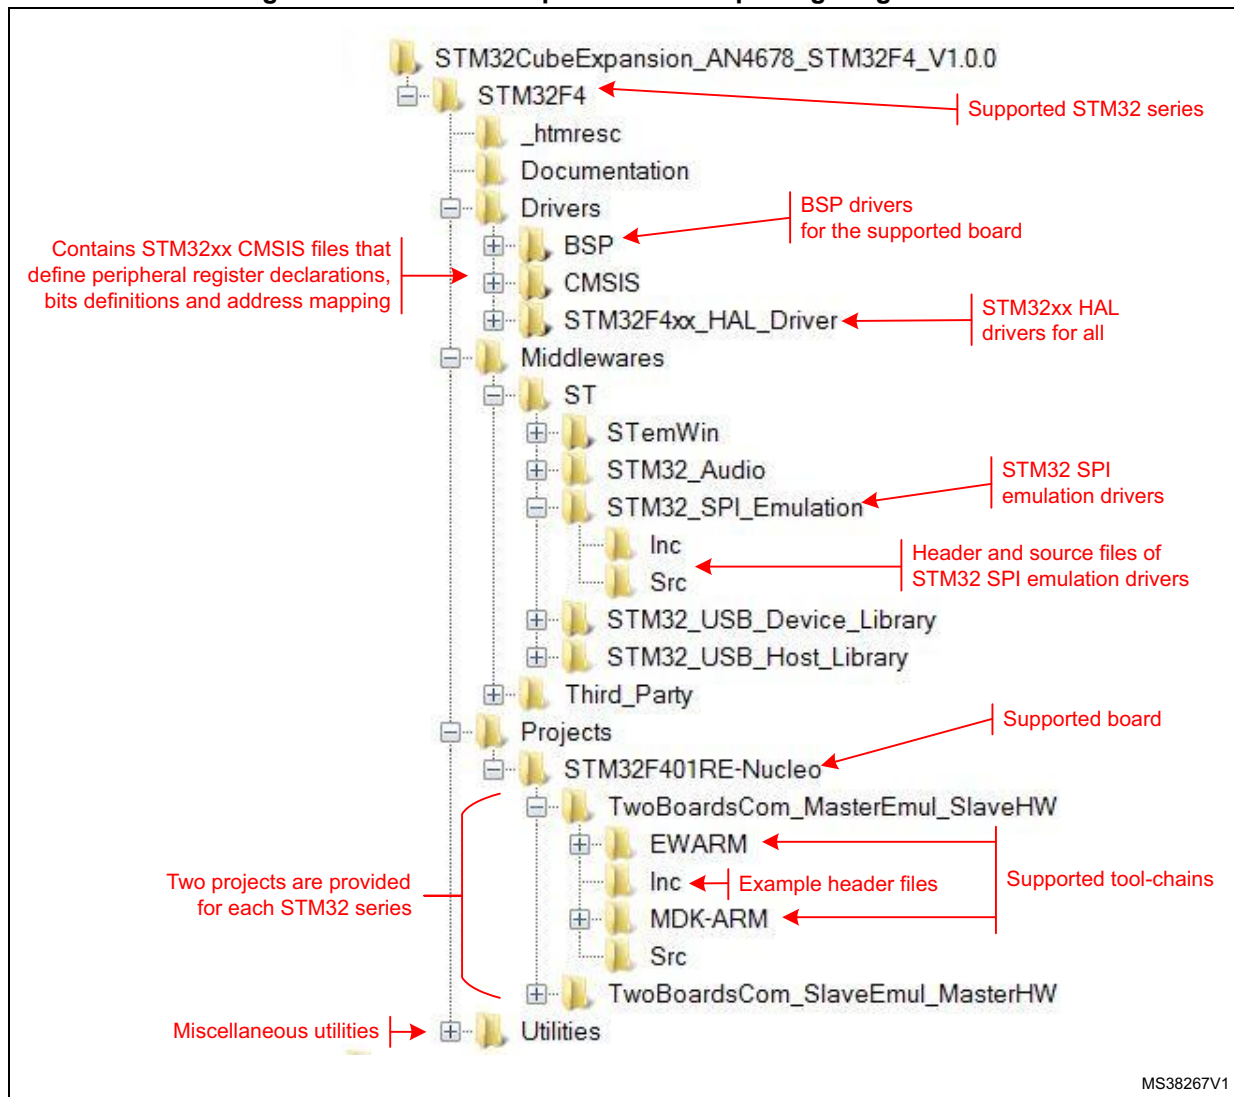 STM32CubeExpansion_AN4678_STM32F4_V1.0.0
STM32F4
Supported STM32 series
_htmresc
Documentation
Drivers
BSP drivers
for the supported board
BSP
Contains STM32xx CMSIS files that
define peripheral register declarations,
bits definitions and address mapping
CMSIS
STM32F4xx_HAL_Driver
STM32xx HAL
drivers for all
Middlewares
ST
STemWin
STM32_Audio
STM32 SPI
emulation drivers
STM32_SPI_Emulation
Inc
Src
Header and source files of
STM32 SPI emulation drivers
STM32_USB_Device_Library
STM32_USB_Host_Library
Third_Party
Projects
Supported board
STM32F401RE-Nucleo
TwoBoardsCom_MasterEmul_SlaveHW
EWARM
Two projects are provided
for each STM32 series
Inc
Example header files
Supported tool-chains
MDK-ARM
Src
TwoBoardsCom_SlaveEmul_MasterHW
Miscellaneous utilities
Utilities
MS38267V1